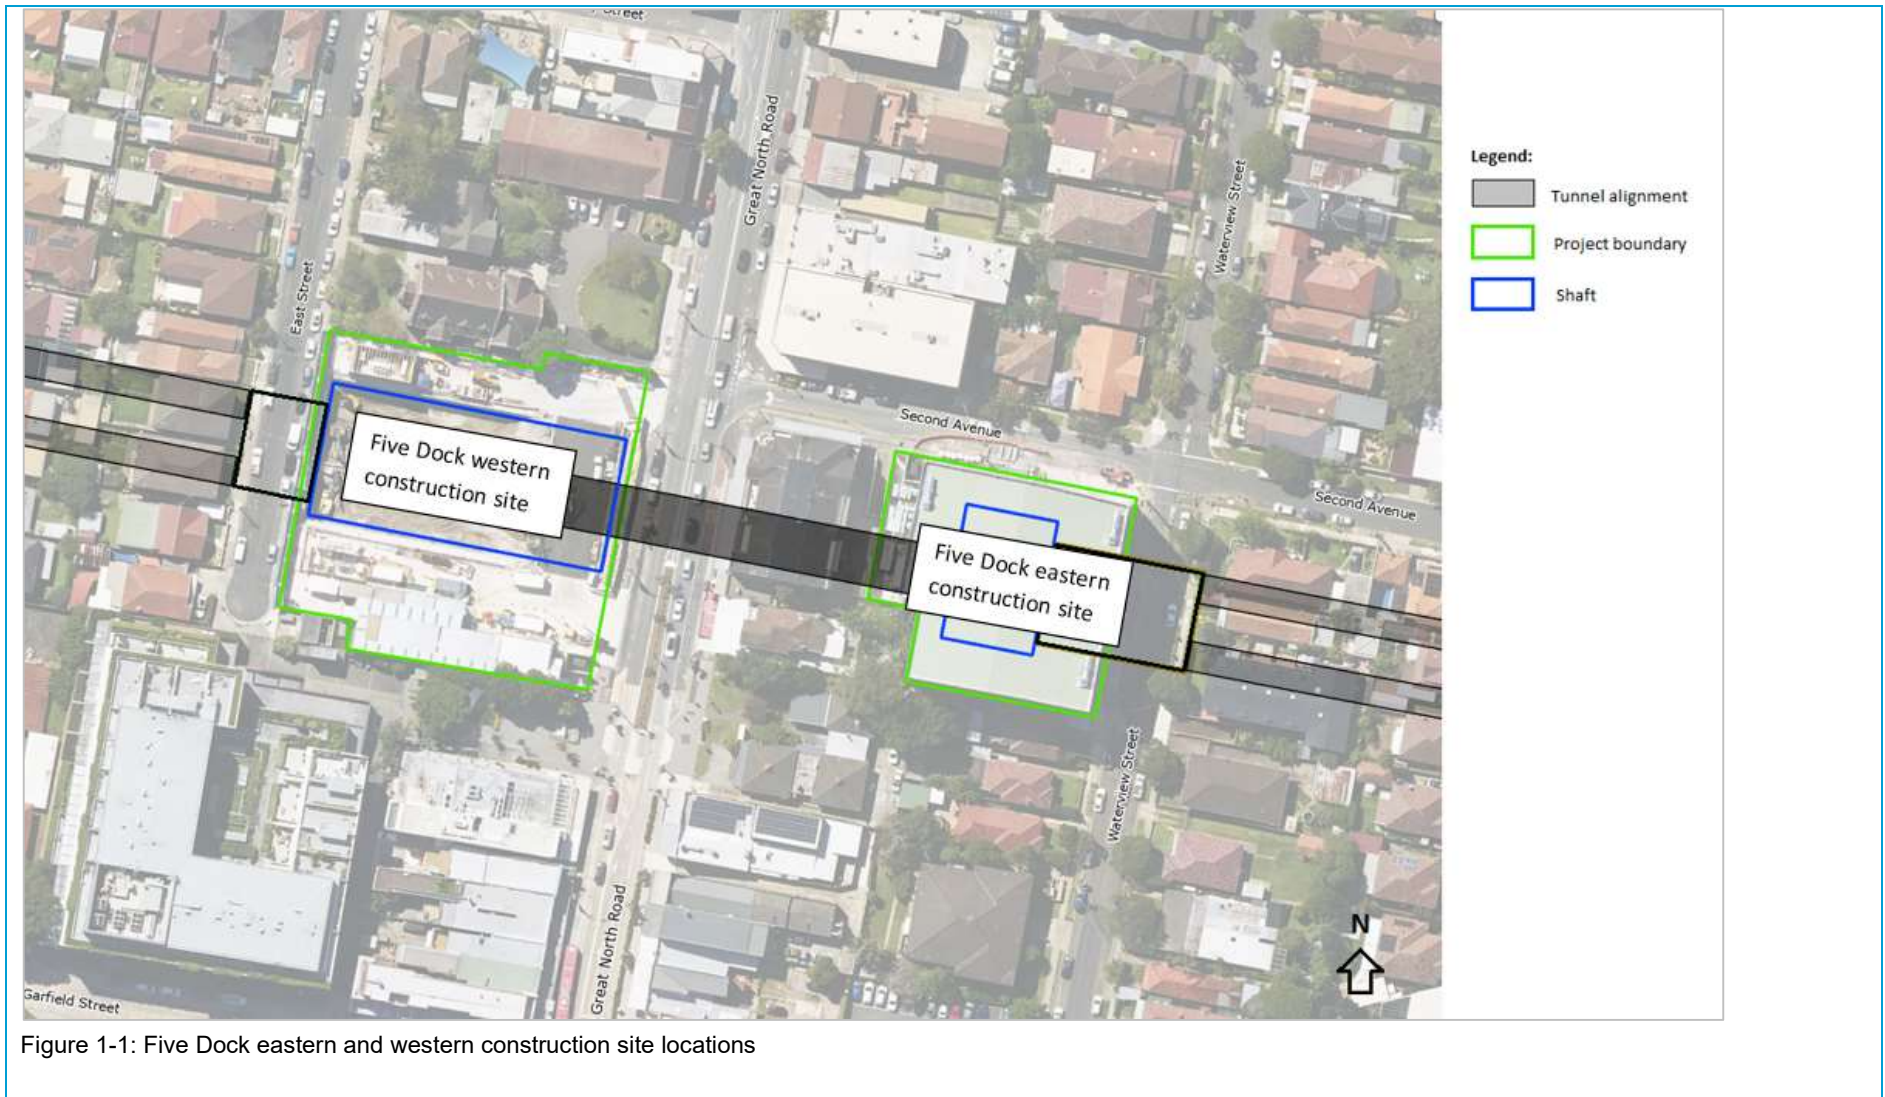 Street
Great North Road
Waterview Street
East Street
Legend:
Tunnel alignment
Project boundary
Shaft
Second Avenue
Five Dock western
construction site
Second Avenue
Five Dock eastern
construction site
Waterview Street
Great North Road
N
Garfield Street
Figure 1-1: Five Dock eastern and western construction site locations